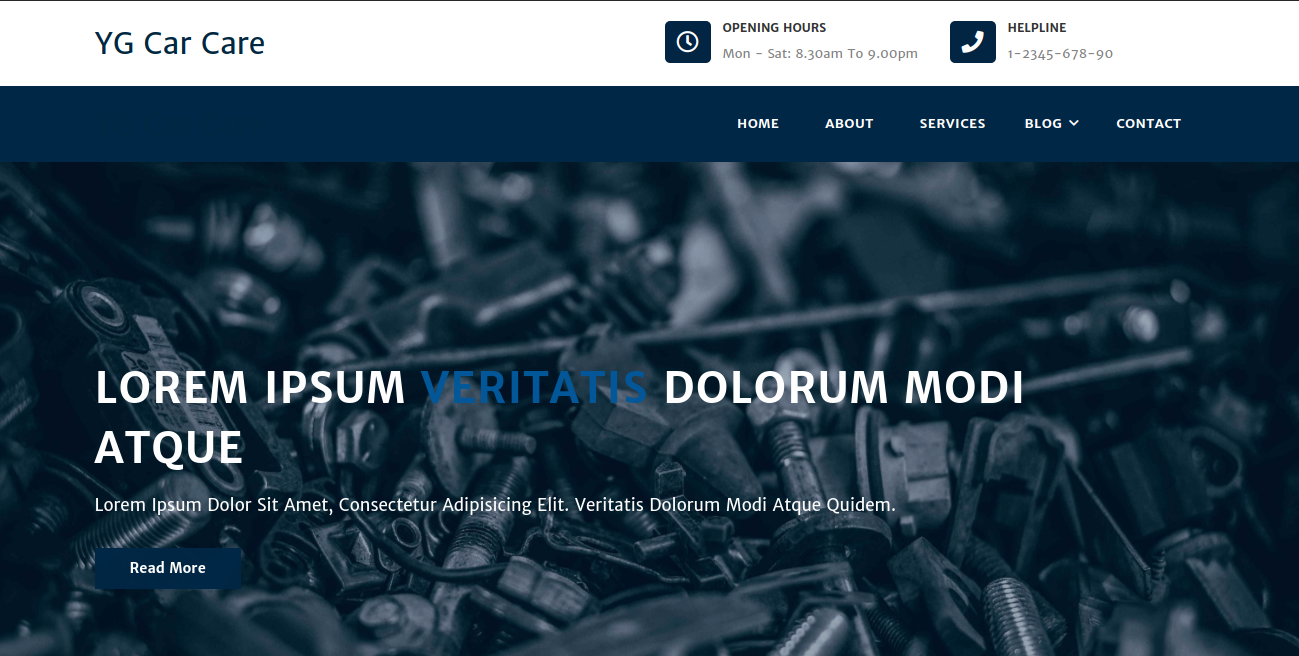 YG Car Care
OPENING HOURS
Mon - Sat: 8.30am To 9.00pm
HELPLINE
1-2345-678-90
HOME
ABOUT
SERVICES
BLOG
CONTACT
LOREM IPSUM VERITATIS DOLORUM MODI
ATQUE
Lorem Ipsum Dolor Sit Amet, Consectetur Adipisicing Elit. Veritatis Dolorum Modi Atque Quidem.
Read More